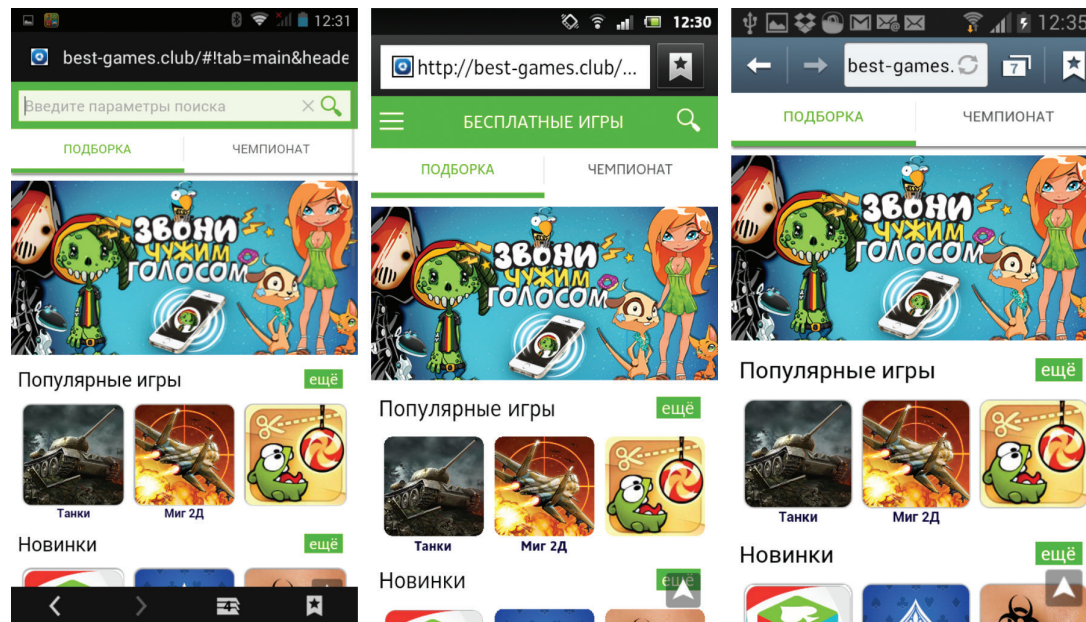 12:31
best-games.club/#!tab=main&heade
Введите параметры поиска
ПОДБОРКА ЧЕМПИОНАТ
ЗВОНИ
ЧУЖИМ
ГОЛОСОМ
Популярные игры ещё
Танки Миг 2Д
Новинки ещё
4
12:30
http://best-games.club/...
БЕСПЛАТНЫЕ ИГРЫ
ПОДБОРКА ЧЕМПИОНАТ
ЗВОНИ
ЧУЖИМ
ГОЛОСОМ
Популярные игры ещё
Танки Миг 2Д
Новинки ещё
12:35
best-games. 7
ПОДБОРКА ЧЕМПИОНАТ
ЗВОНИ
ЧУЖИМ
ГОЛОСОМ
Популярные игры ещё
Танки Миг 2Д
Новинки ещё